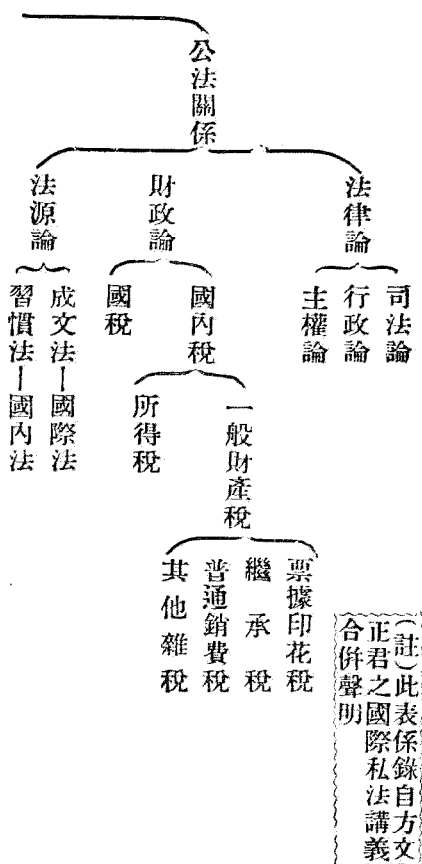 公法關係
法律論
司法論
行政論
主權論
財政論
國內稅
一般財產稅
票據印花稅
繼承稅
普通銷費稅
其他雜稅
所得稅
國稅
法源論
成文法—國際法
習慣法—國內法
(註)此表係錄自方文
正君之國際私法講義
合併聲明